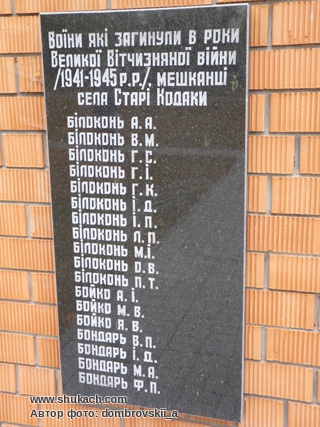 Воїни які загинули в роки
Великої Вітчизняної війни
/1941-1945 р.р./, мешканці
села Старі Кодаки
Білоконь А.А.
Білоконь В.М.
Білоконь Г.С.
Білоконь Г.І.
Білоконь Г.К.
Білоконь І.Д.
Білоконь І.П.
Білоконь Л.П.
Білоконь М.І.
Білоконь О.В.
Білоконь П.Т.
Бойко А.І.
Бойко М.В.
Бойко Я.В.
Бондарь В.П.
Бондарь І.Д.
Бондарь М.А.
Бондарь Ф.П.
www.shukach.com
Автор фото: dombrovskii_a